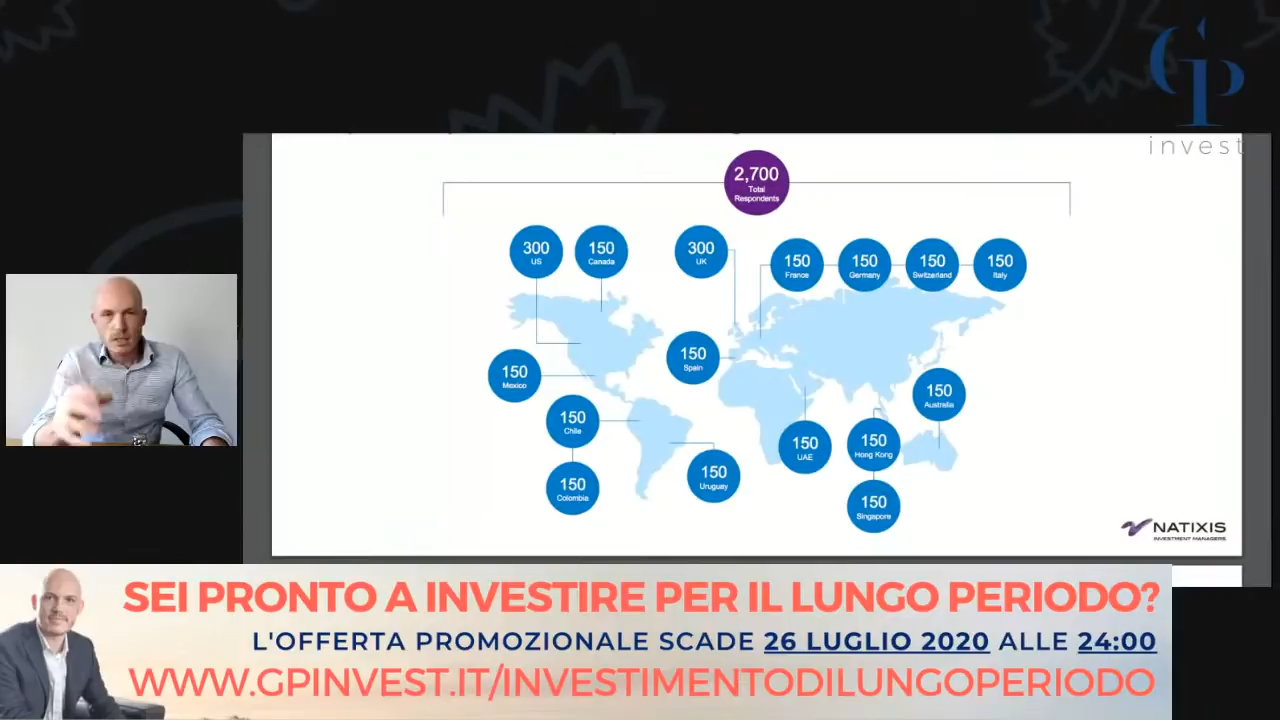 GP
invest
2,700
Total
Respondents
300
US
150
Canada
300
UK
150
France
150
Germany
150
Switzerland
150
Italy
150
Spain
150
Mexico
150
Chile
150
Colombia
150
Uruguay
150
UAE
150
Hong Kong
150
Singapore
150
Australia
NATIXIS
INVESTMENT MANAGERS
SEI PRONTO A INVESTIRE PER IL LUNGO PERIODO?
L'OFFERTA PROMOZIONALE SCADE 26 LUGLIO 2020 ALLE 24:00
WWW.GPINVEST.IT/INVESTIMENTODILUNGOPERIODO